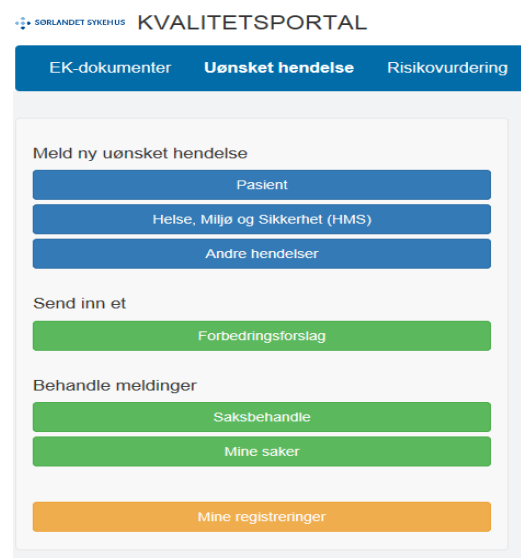 SØRLANDET SYKEHUS KVALITETSPORTAL
EK-dokumenter Uønsket hendelse Risikovurdering
Meld ny uønsket hendelse
Pasient
Helse, Miljø og Sikkerhet (HMS)
Andre hendelser
Send inn et
Forbedringsforslag
Behandle meldinger
Saksbehandle
Mine saker
Mine registreringer